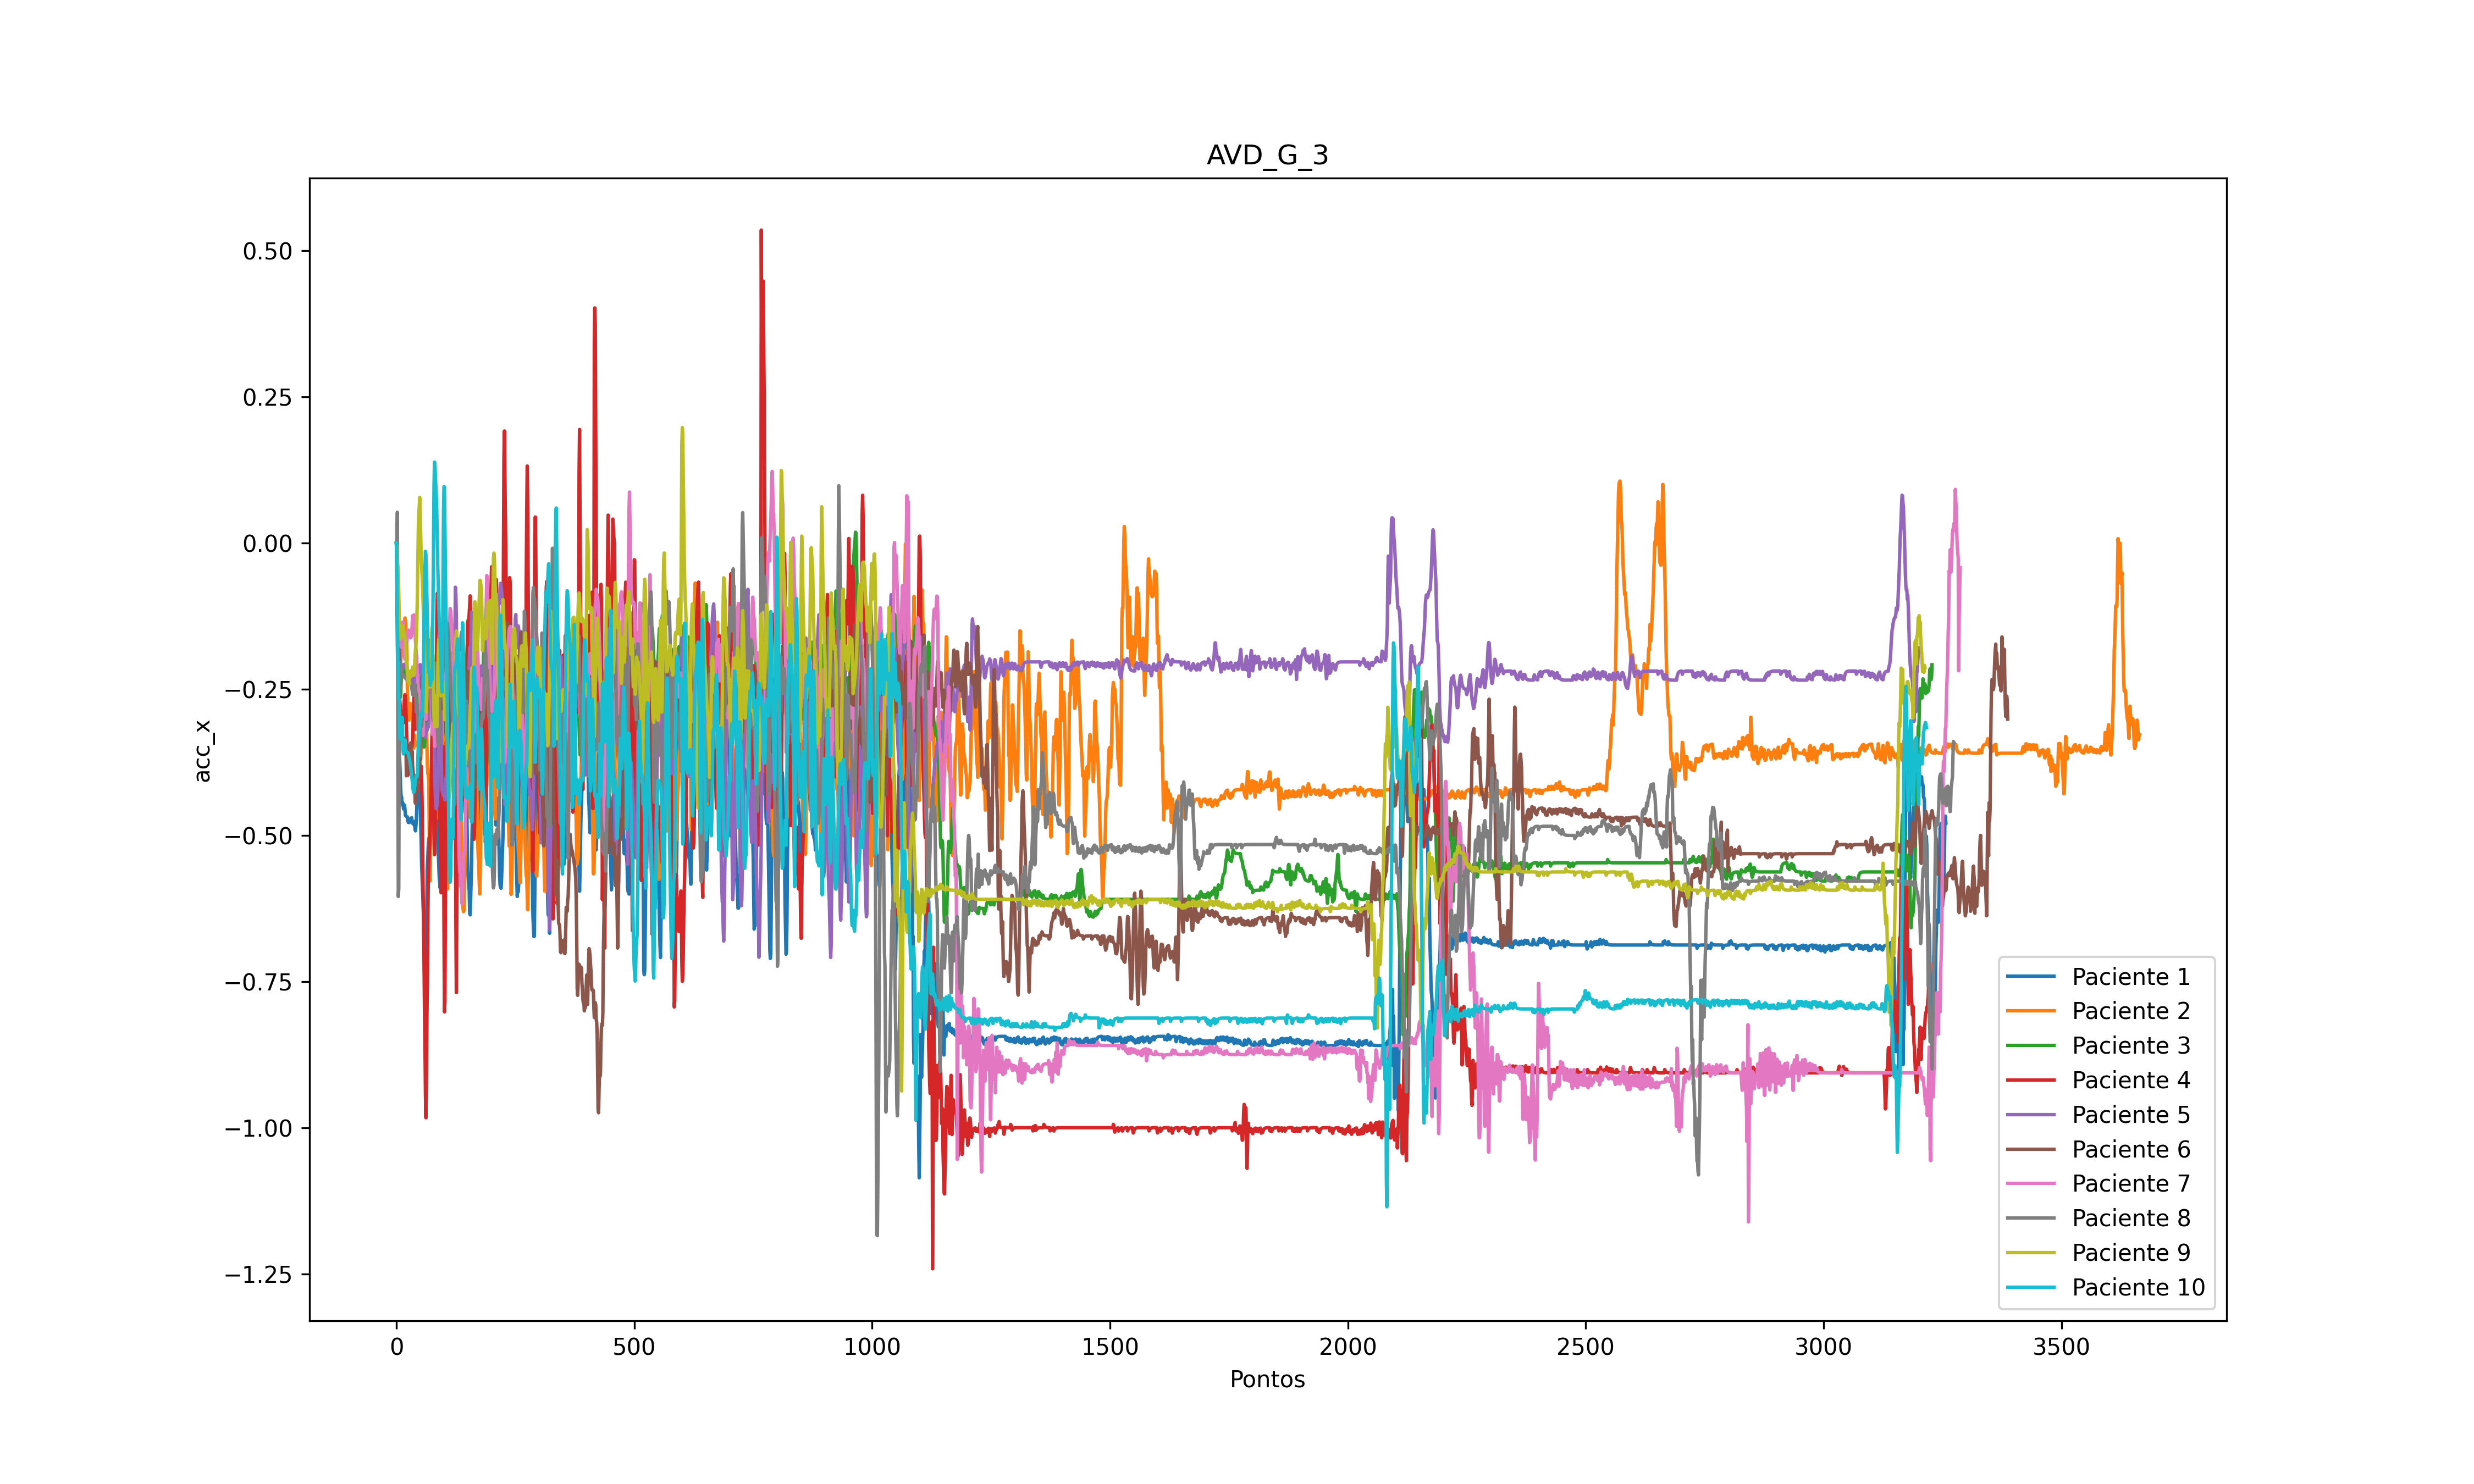 AVD_G_3
acc_x
0.50
0.25
0.00
−0.25
−0.50
−0.75
−1.00
−1.25
0 500 1000 1500 2000 2500 3000 3500
Pontos
Paciente 1
Paciente 2
Paciente 3
Paciente 4
Paciente 5
Paciente 6
Paciente 7
Paciente 8
Paciente 9
Paciente 10